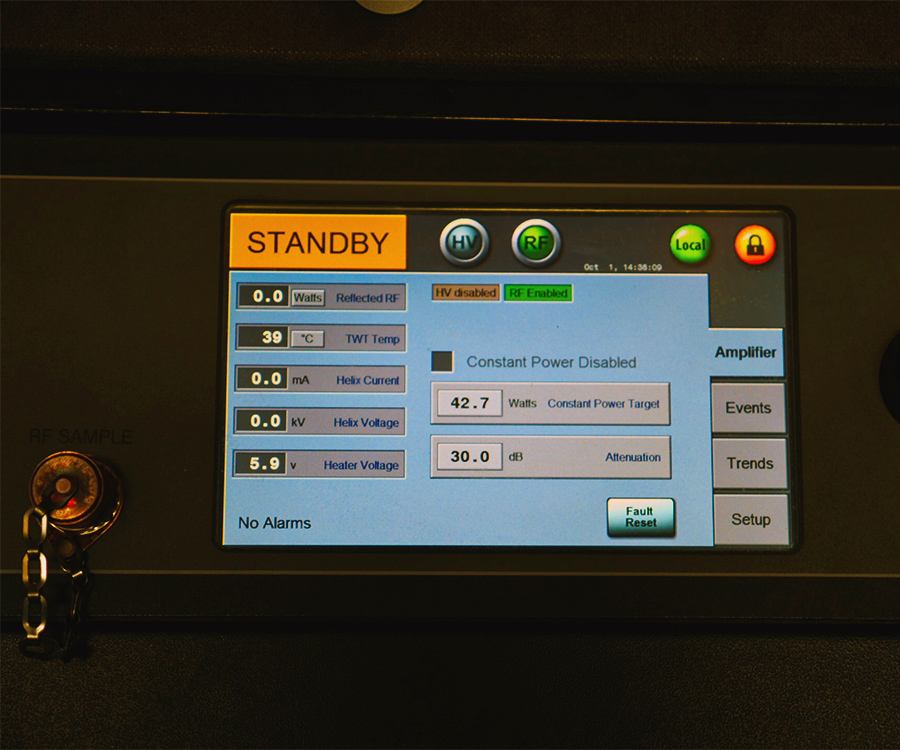 STANDBY
HV
RF
Local
Oct 1, 14:36:09
0.0 Watts Reflected RF
HV disabled RF Enabled
39 °C TWT Temp
Amplifier
Constant Power Disabled
0.0 mA Helix Current
42.7 Watts Constant Power Target
Events
0.0 kV Helix Voltage
30.0 dB Attenuation
5.9 v Heater Voltage
Trends
No Alarms
Fault
Reset
Setup
RF SAMPLE